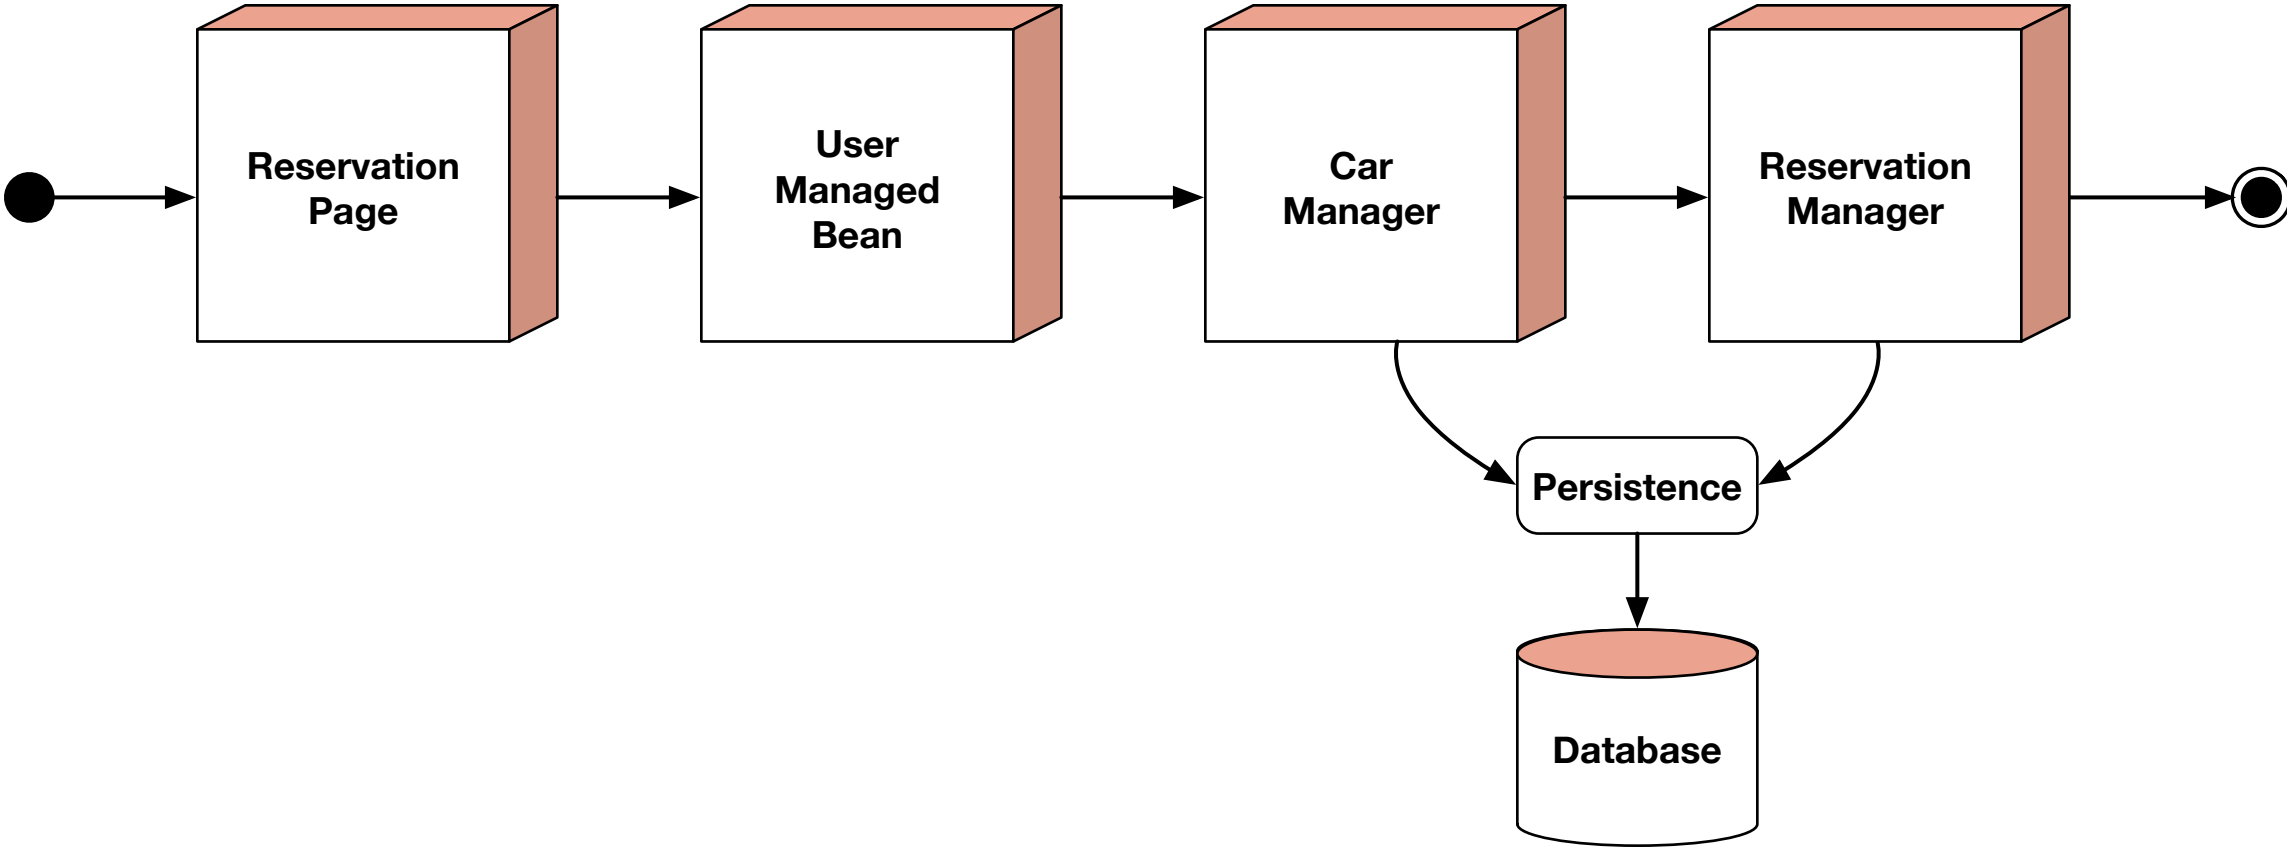 Reservation
Page
User
Managed
Bean
Car
Manager
Reservation
Manager
Persistence
Database